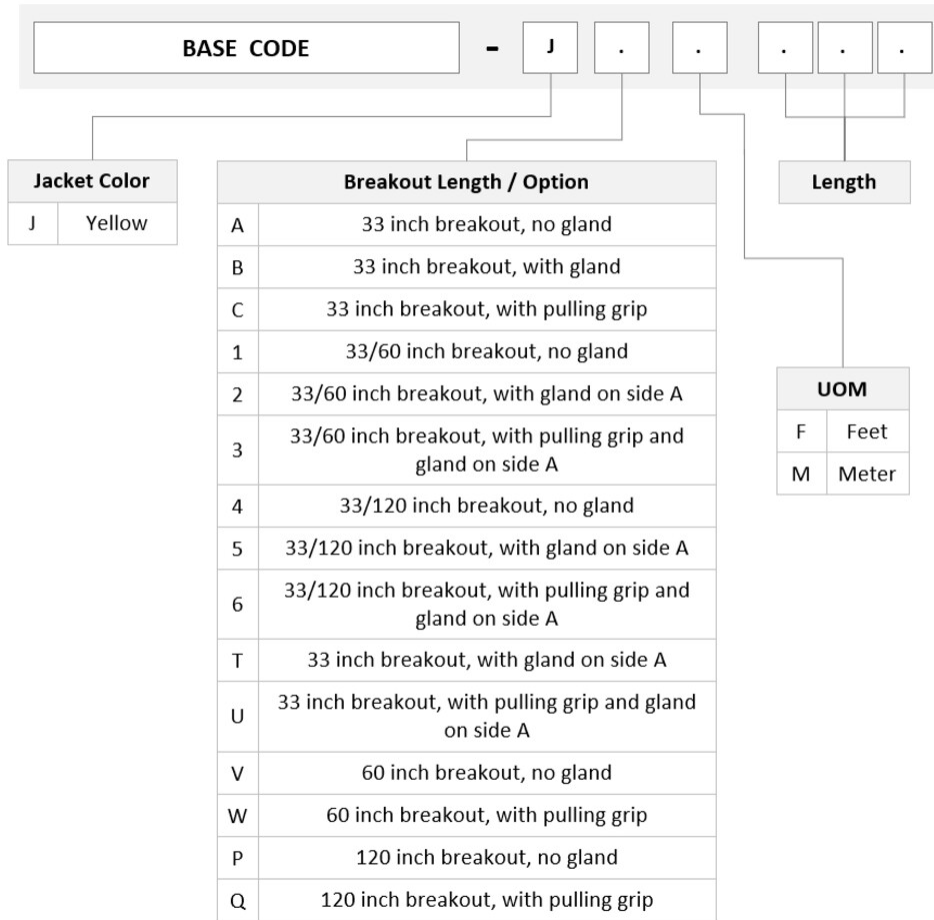 BASE CODE - J . . . . .
Jacket Color
J Yellow
Breakout Length / Option
A 33 inch breakout, no gland
B 33 inch breakout, with gland
C 33 inch breakout, with pulling grip
1 33/60 inch breakout, no gland
2 33/60 inch breakout, with gland on side A
3 33/60 inch breakout, with pulling grip and
gland on side A
4 33/120 inch breakout, no gland
5 33/120 inch breakout, with gland on side A
6 33/120 inch breakout, with pulling grip and
gland on side A
T 33 inch breakout, with gland on side A
U 33 inch breakout, with pulling grip and gland
on side A
V 60 inch breakout, no gland
W 60 inch breakout, with pulling grip
P 120 inch breakout, no gland
Q 120 inch breakout, with pulling grip
Length
UOM
F Feet
M Meter